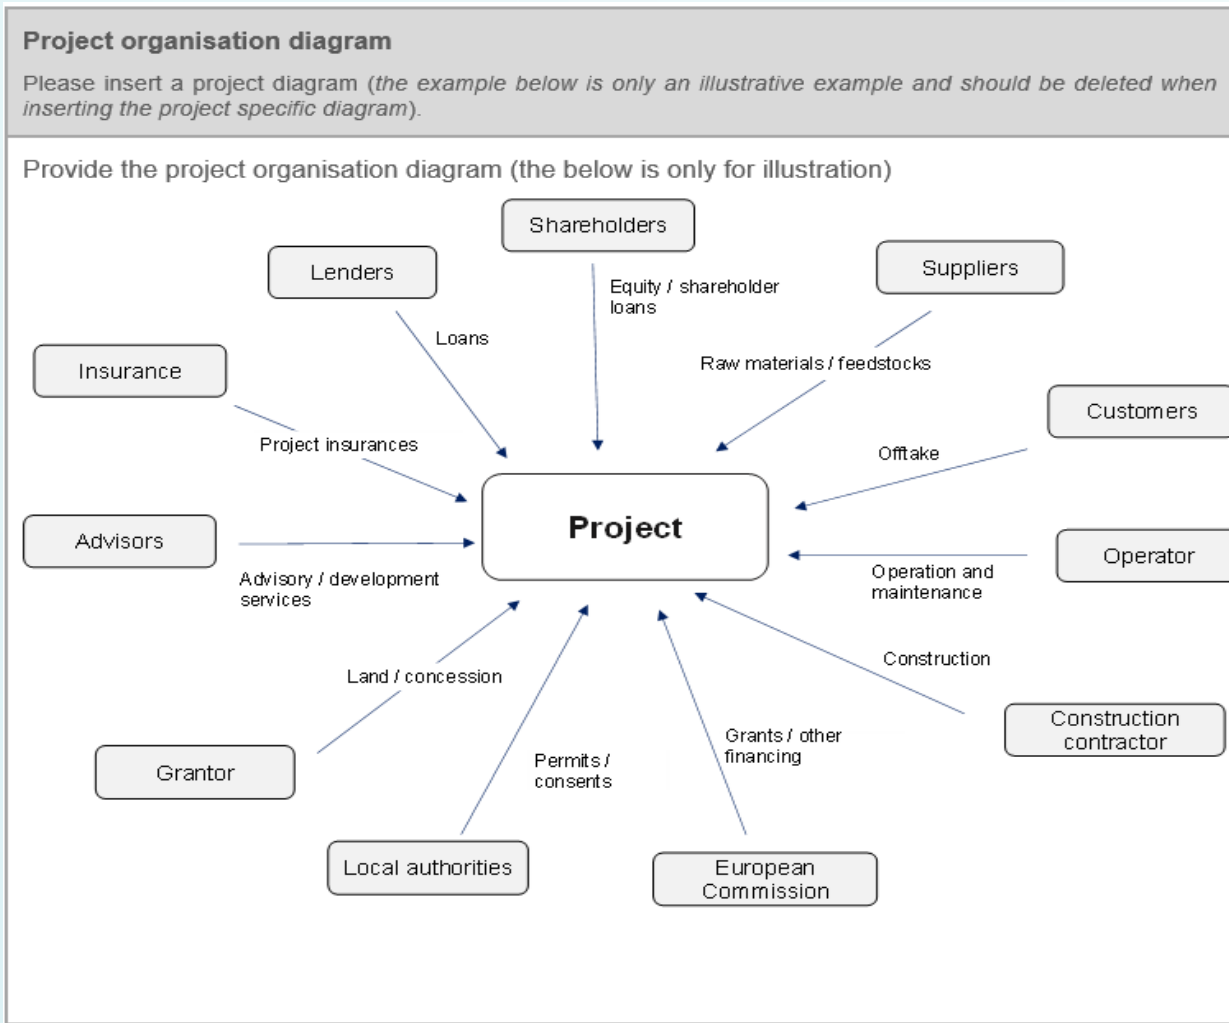 Project organisation diagram
Please insert a project diagram (the example below is only an illustrative example and should be deleted when
inserting the project specific diagram).
Provide the project organisation diagram (the below is only for illustration)
Shareholders
Lenders
Suppliers
Equity / shareholder
loans
Loans
Insurance
Raw materials / feedstocks
Customers
Project insurances
Offtake
Project
Advisors
Operator
Advisory / development
services
Operation and
maintenance
Land / concession
Construction
Construction
contractor
Grants / other
financing
Permits /
consents
Grantor
Local authorities
European
Commission